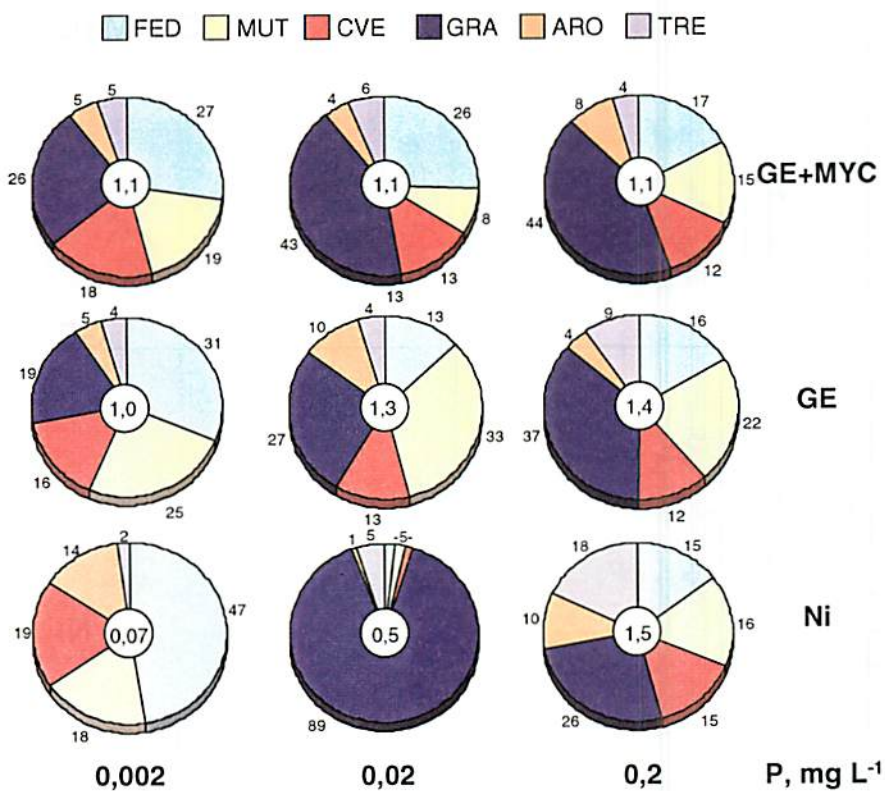 FED MUT CVE GRA ARO TRE
5 5 27
26 1,1
18 19
4 6 26
1,1
43 13 13 8
8 4 17
1,1 15 GE+MYC
44 12
5 4 31
19 1,0
16 25
10 4 13
27 1,3 33
13
4 9 16
37 1,4 22 GE
12
14 2 47
19 0,07
18
1 5 -5-
0,5
89
18 15
10 1,5 16 Ni
26 15
0,002 0,02 0,2 P, mg L-1